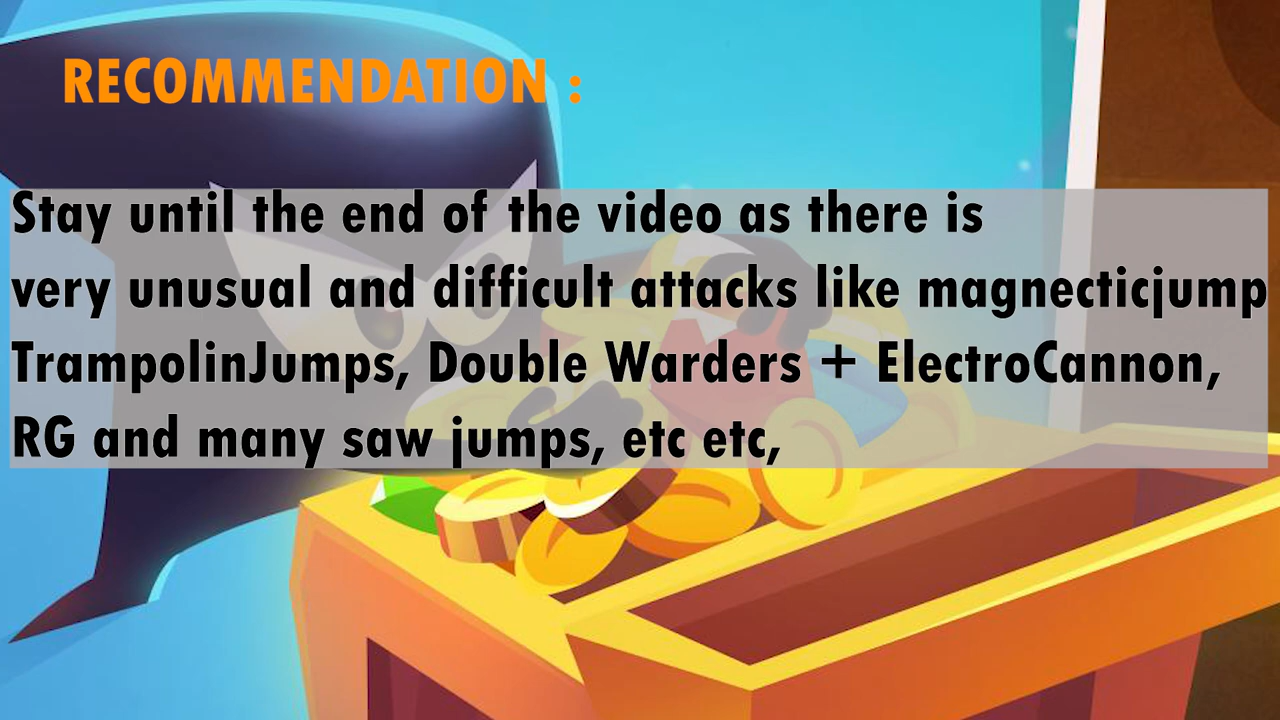 RECOMMENDATION :
Stay until the end of the video as there is
very unusual and difficult attacks like magnecticjump
TrampolinJumps, Double Warders + ElectroCannon,
RG and many saw jumps, etc etc,